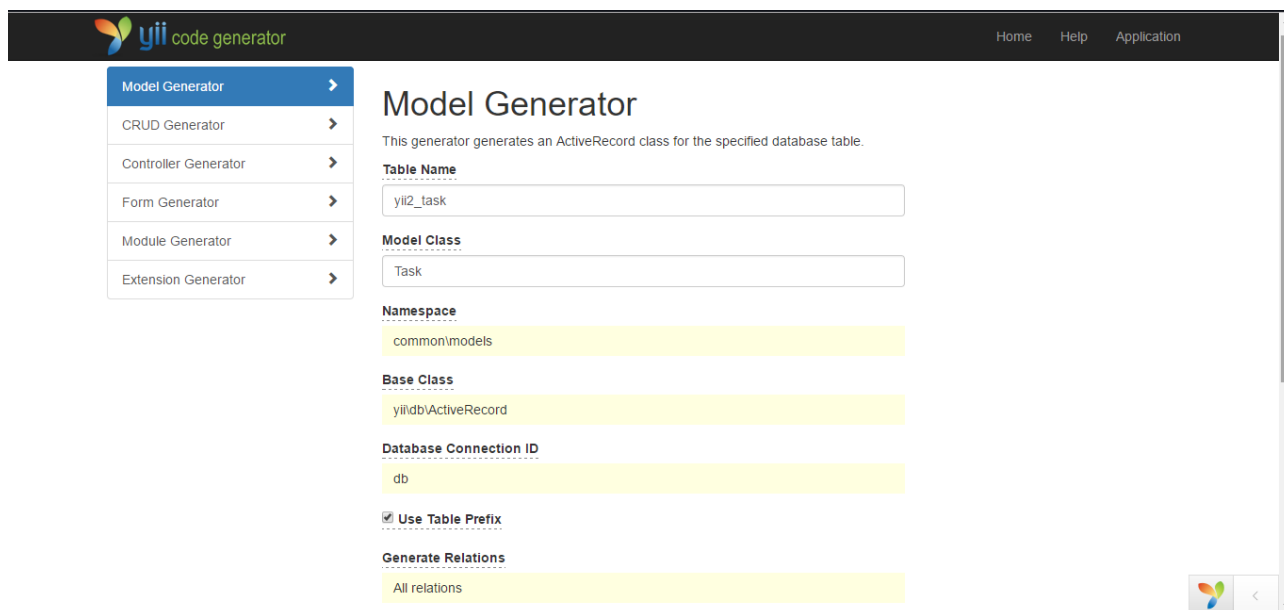 yii code generator
Home Help Application
Model Generator
CRUD Generator
Controller Generator
Form Generator
Module Generator
Extension Generator
Model Generator
This generator generates an ActiveRecord class for the specified database table.
Table Name
yii2_task
Model Class
Task
Namespace
common\models
Base Class
yii\db\ActiveRecord
Database Connection ID
db
Use Table Prefix
Generate Relations
All relations